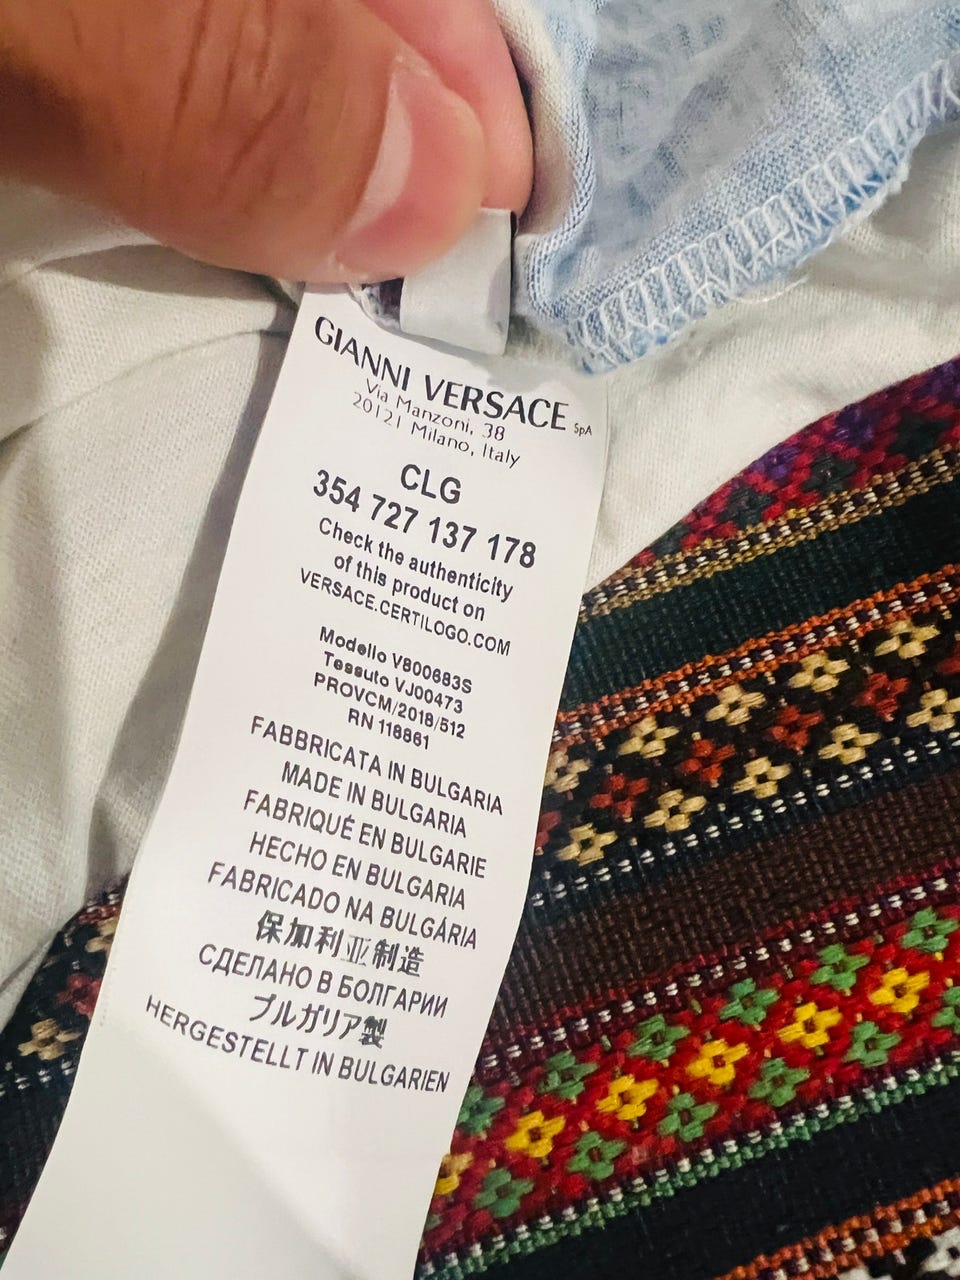 GIANNI VERSACE SpA
Via Manzoni, 38
20121 Milano, Italy
CLG
354 727 137 178
Check the authenticity
of this product on
VERSACE.CERTILOGO.COM
Modello V800683S
Tessuto VJ00473
PROVCM/2018/512
RN 118861
FABBRICATA IN BULGARIA
MADE IN BULGARIA
FABRIQUÉ EN BULGARIE
HECHO EN BULGARIA
FABRICADO NA BULGÁRIA
保加利亚制造
СДЕЛАНО В БОЛГАРИИ
ブルガリア製
HERGESTELLT IN BULGARIEN